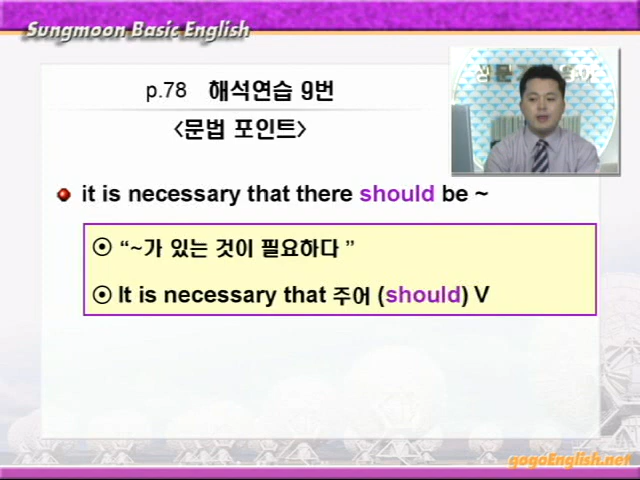 Sungmoon Basic English
p.78 해석연습 9번
<문법 포인트>
it is necessary that there should be ~
“~가 있는 것이 필요하다 ”
It is necessary that 주어 (should) V
gogoEnglish.net